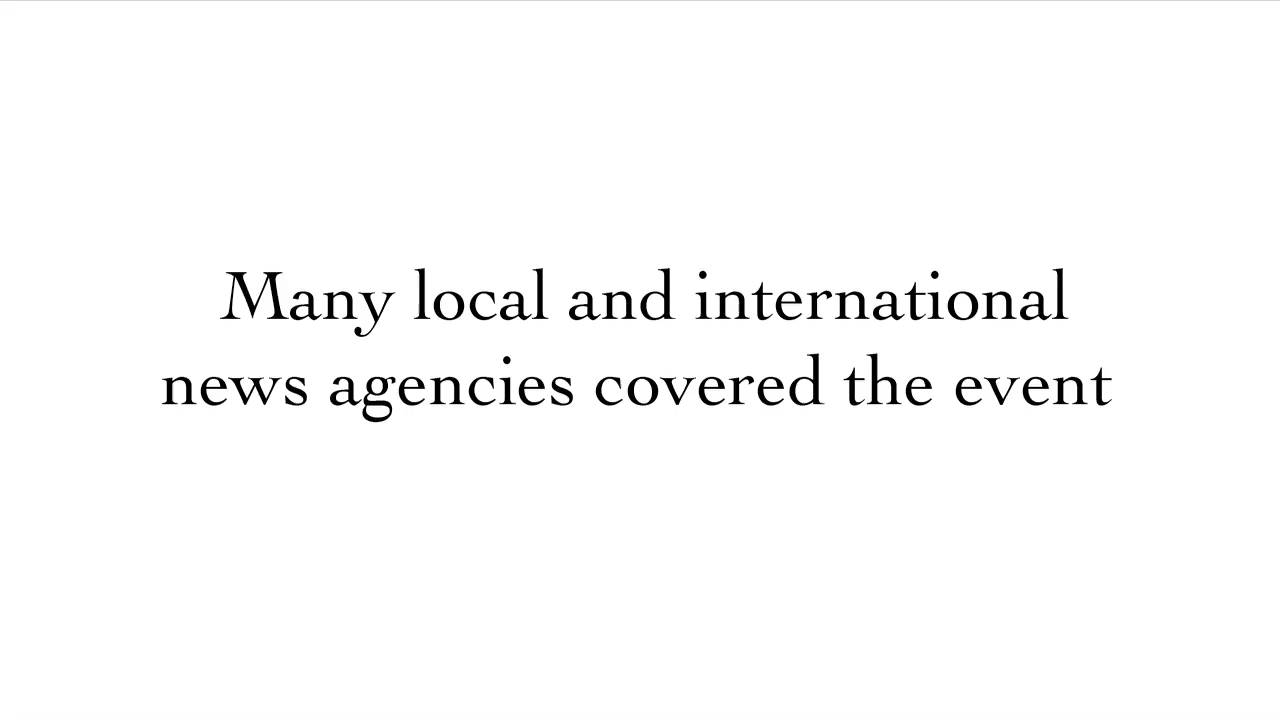 Many local and international
news agencies covered the event